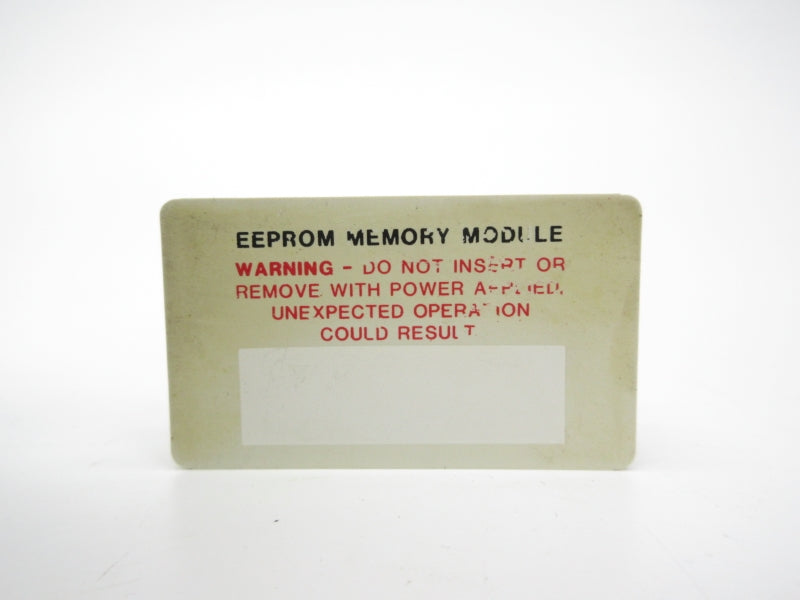 EEPROM MEMORY MODULE
WARNING - DO NOT INSERT OR
REMOVE WITH POWER APPLIED.
UNEXPECTED OPERATION
COULD RESULT